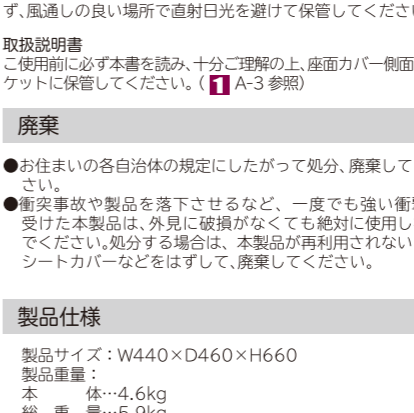 ず、風通しの良い場所で直射日光を避けて保管してくださ
取扱説明書
ご使用前に必ず本書を読み、十分ご理解の上、座面カバー側面
ケットに保管してください。( 1 A-3 参照)
廃棄
●お住まいの各自治体の規定にしたがって処分、廃棄して
さい。
●衝突事故や製品を落下させるなど、一度でも強い衝
受けた本製品は、外見に破損がなくても絶対に使用し
でください。処分する場合は、本製品が再利用されない
シートカバーなどをはずして、廃棄してください。
製品仕様
製品サイズ：W440×D460×H660
製品重量：
本 体…4.6kg
総 重 量…5.9kg